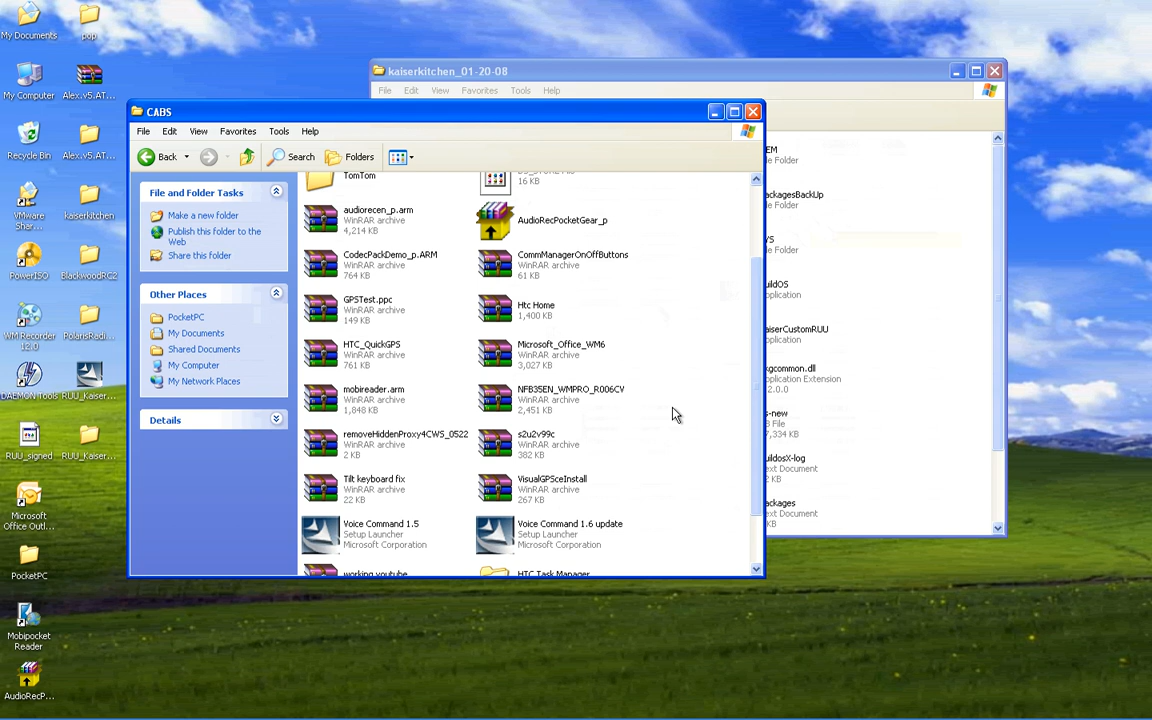 My Documents
pop
My Computer
Alex.v5.AT...
Recycle Bin
Alex.v5.AT...
VMware
Shar...
kaiserkitchen
PowerISO
BlackwoodRC2
WM Recorder
12.0
PolarisRadi...
DAEMON Tools
RUU_Kaiser...
RUU_signed
RUU_Kaiser...
Microsoft
Office Outl...
PocketPC
Mobipocket
Reader
AudioRecP...
kaiserkitchen_01-20-08
File Edit View Favorites Tools Help
CABS
File Edit View Favorites Tools Help
Back Search Folders
File and Folder Tasks
Make a new folder
Publish this folder to the
Web
Share this folder
Other Places
PocketPC
My Documents
Shared Documents
My Computer
My Network Places
Details
TomTom
16 KB
audiorecen_p.arm
WinRAR archive
4,214 KB
AudioRecPocketGear_p
CodecPackDemo_p.ARM
WinRAR archive
764 KB
CommManagerOnOffButtons
WinRAR archive
61 KB
GPSTest.ppc
WinRAR archive
149 KB
Htc Home
WinRAR archive
1,400 KB
HTC_QuickGPS
WinRAR archive
761 KB
Microsoft_Office_WM6
WinRAR archive
3,027 KB
mobireader.arm
WinRAR archive
1,848 KB
NFB35EN_WMPRO_R006CV
WinRAR archive
2,451 KB
removeHiddenProxy4CWS_0522
WinRAR archive
2 KB
s2u2v99c
WinRAR archive
382 KB
Tilt keyboard fix
WinRAR archive
22 KB
VisualGPSceInstall
WinRAR archive
267 KB
Voice Command 1.5
Setup Launcher
Microsoft Corporation
Voice Command 1.6 update
Setup Launcher
Microsoft Corporation
working youtube
HTC Task Manager
EM
le Folder
ackagesBackUp
le Folder
YS
le Folder
uildOS
pplication
aiserCustomRUU
pplication
kgcommon.dll
pplication Extension
2.0.0
s-new
File
7,334 KB
uildosX-log
ext Document
2 KB
ackages
ext Document
KB